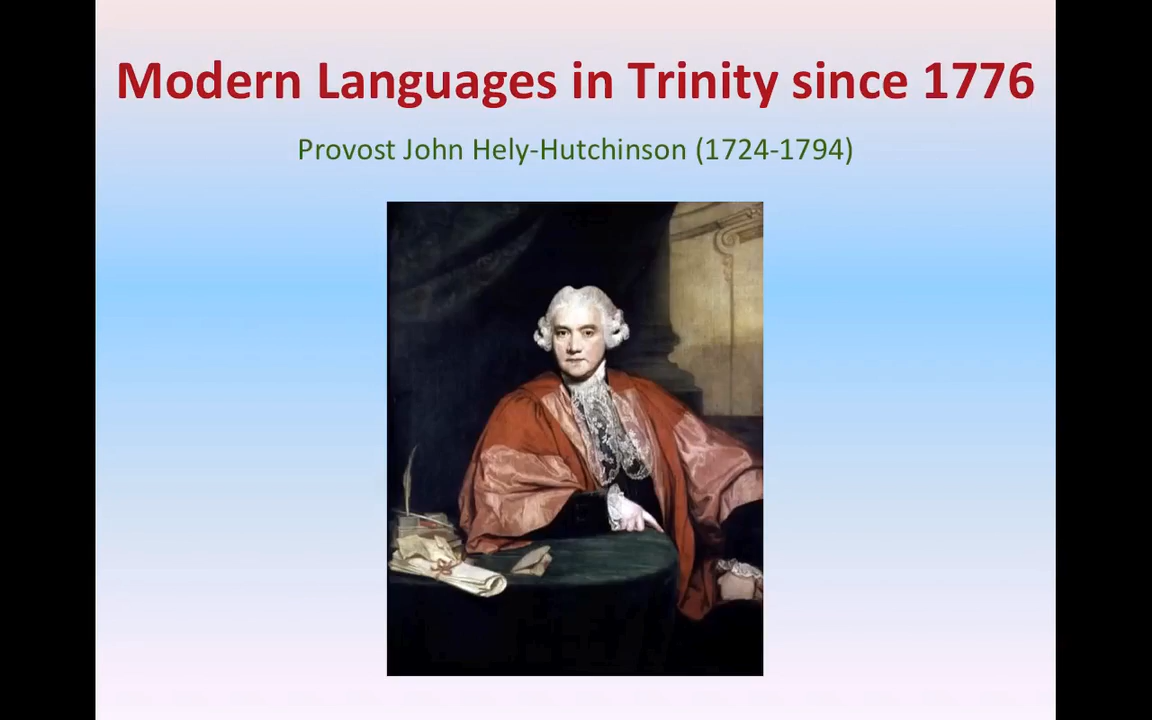 Modern Languages in Trinity since 1776
Provost John Hely-Hutchinson (1724-1794)